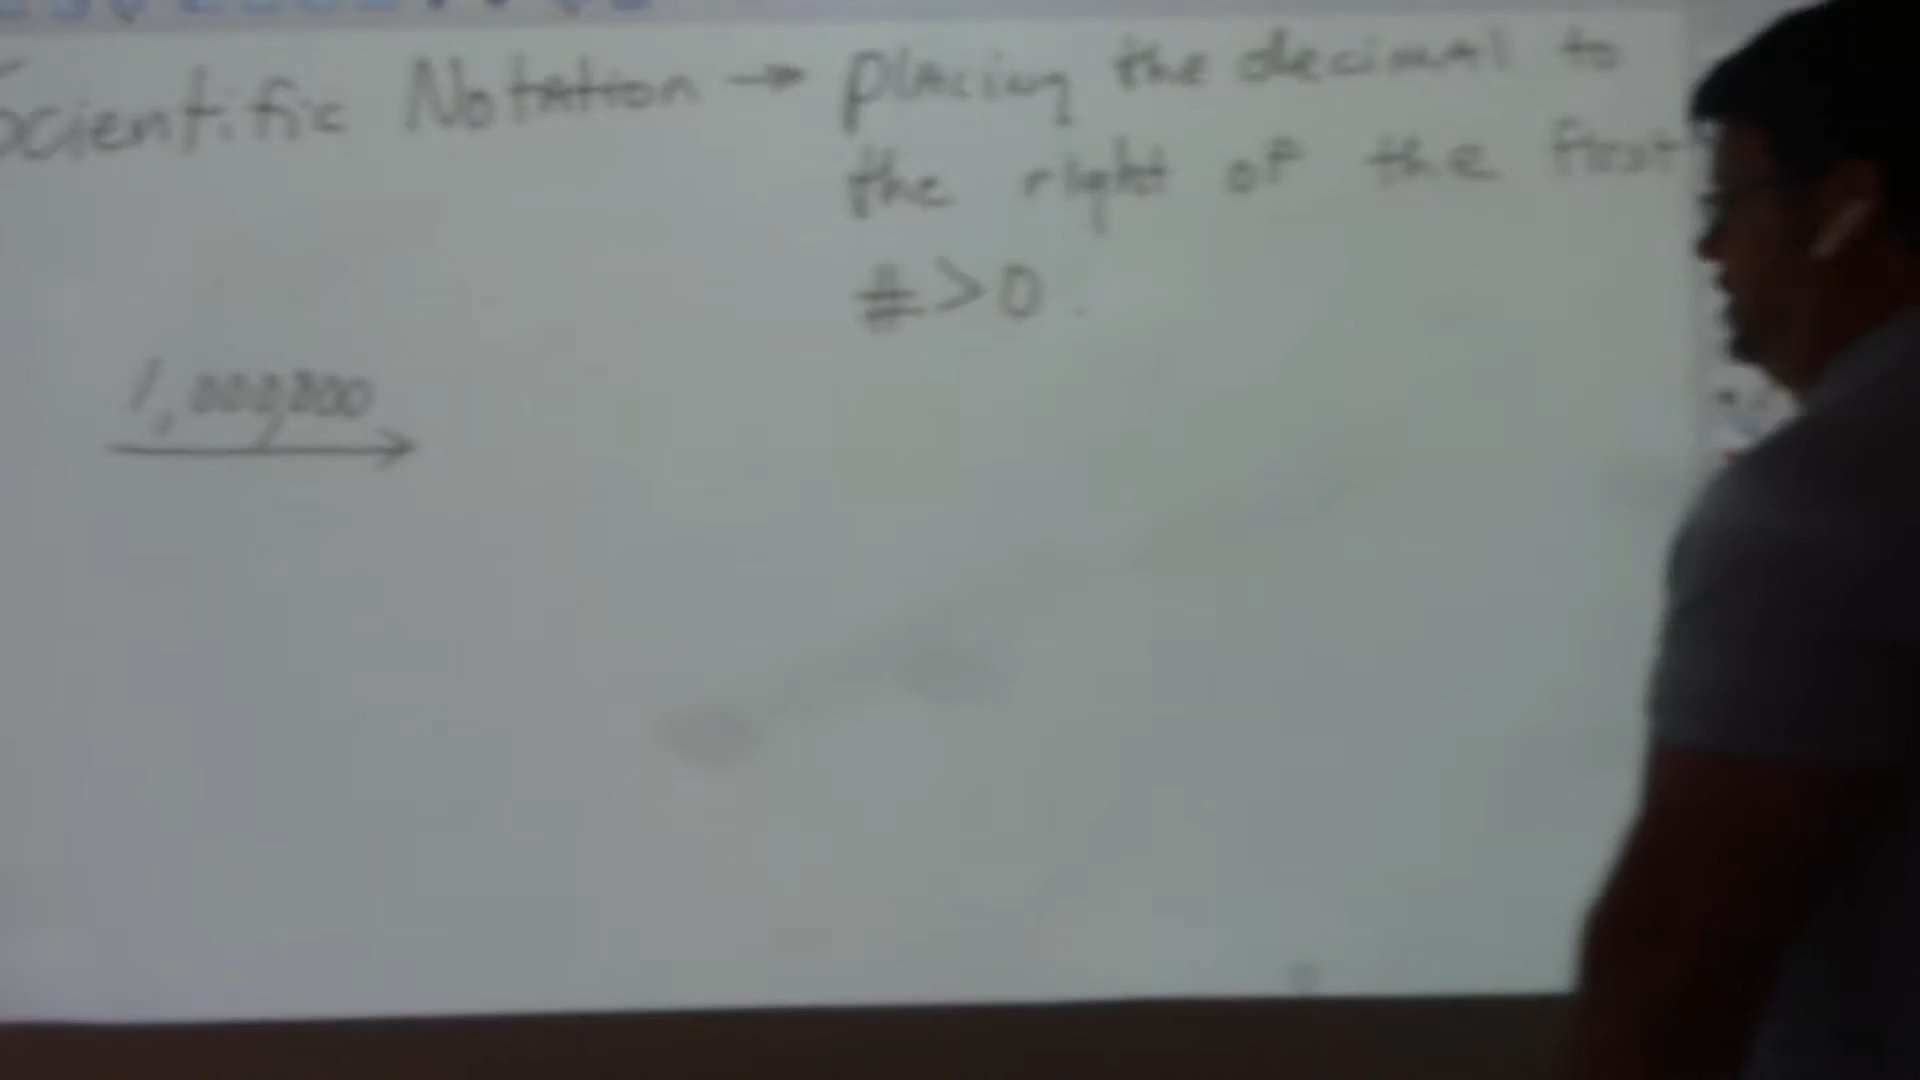 Scientific Notation → placing the decimal to
the right of the first
# > 0.
1,000,000